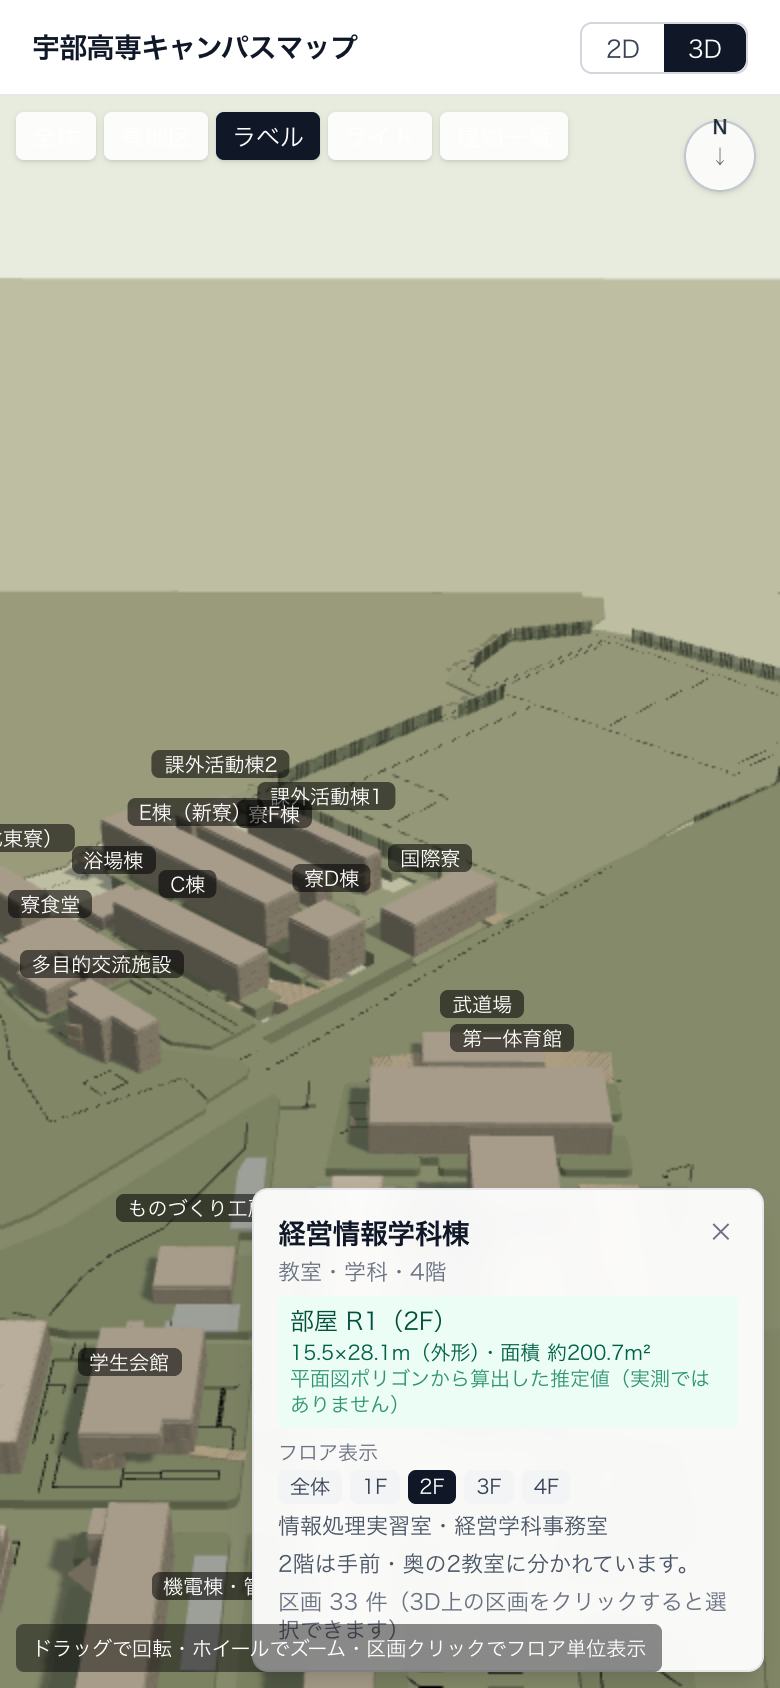 宇部高専キャンパスマップ
2D
3D
全体
ラベル
ライト
建物一覧
N
↓
課外活動棟2
課外活動棟1
E棟（新寮）
寮F棟
東寮）
浴場棟
国際寮
C棟
寮D棟
寮食堂
多目的交流施設
武道場
第一体育館
ものづくり工
学生会館
機電棟・管
経営情報学科棟
教室・学科・4階
部屋 R1（2F）
15.5×28.1m（外形）・面積 約200.7m²
平面図ポリゴンから算出した推定値（実測では
ありません）
フロア表示
全体
1F
2F
3F
4F
情報処理実習室・経営学科事務室
2階は手前・奥の2教室に分かれています。
区画 33 件（3D上の区画をクリックすると選
択できます）
ドラッグで回転・ホイールでズーム・区画クリックでフロア単位表示